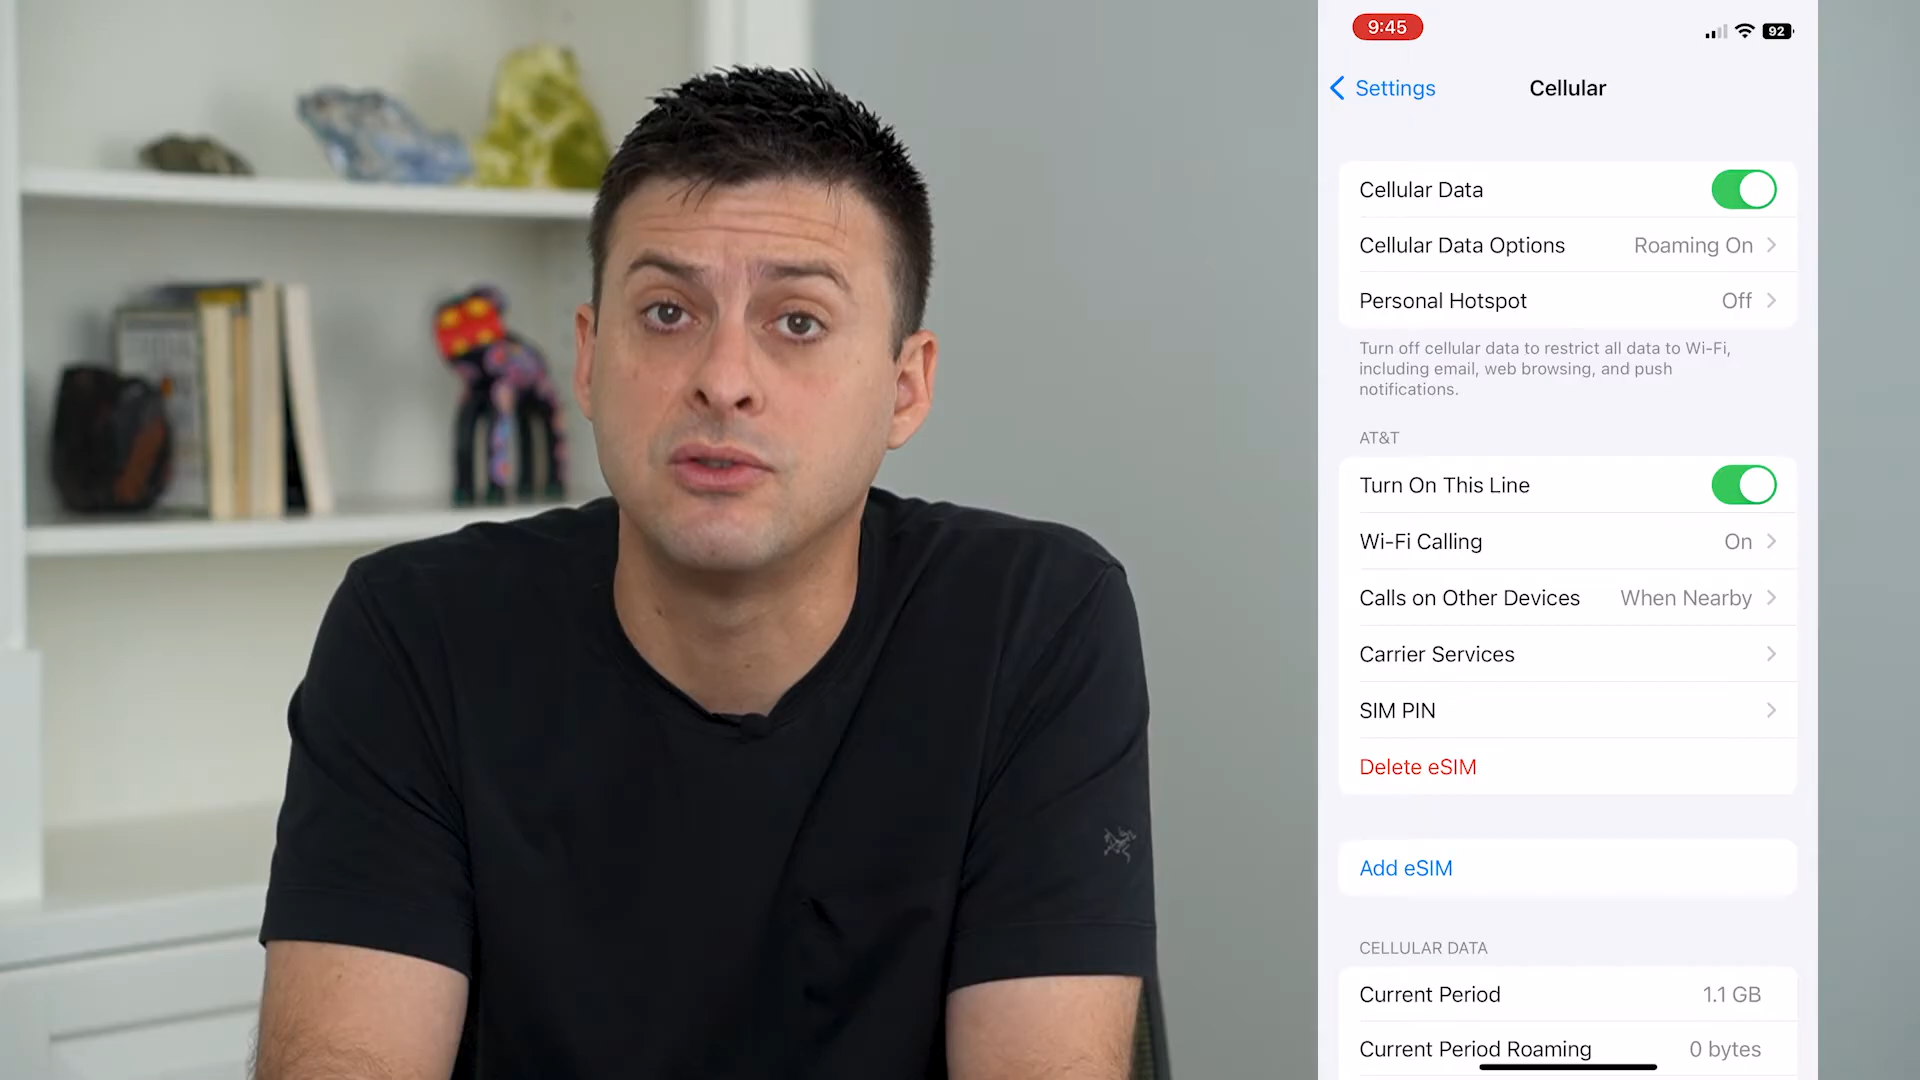 9:45
92
Settings
Cellular
Cellular Data
Cellular Data Options Roaming On
Personal Hotspot Off
Turn off cellular data to restrict all data to Wi-Fi,
including email, web browsing, and push
notifications.
AT&T
Turn On This Line
Wi-Fi Calling On
Calls on Other Devices When Nearby
Carrier Services
SIM PIN
Delete eSIM
Add eSIM
CELLULAR DATA
Current Period 1.1 GB
Current Period Roaming 0 bytes